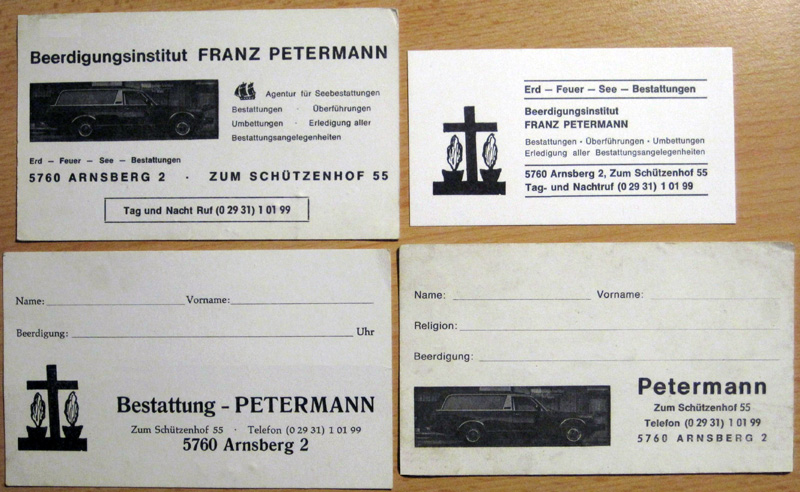 Beerdigungsinstitut FRANZ PETERMANN
Agentur für Seebestattungen
Bestattungen · Überführungen
Umbettungen · Erledigung aller
Bestattungsangelegenheiten
Erd – Feuer – See – Bestattungen
5760 ARNSBERG 2 · ZUM SCHÜTZENHOF 55
Tag und Nacht Ruf (0 29 31) 1 01 99
Erd – Feuer – See – Bestattungen
Beerdigungsinstitut
FRANZ PETERMANN
Bestattungen · Überführungen · Umbettungen
Erledigung aller Bestattungsangelegenheiten
5760 Arnsberg 2, Zum Schützenhof 55
Tag- und Nachtruf (0 29 31) 1 01 99
Name: Vorname:
Beerdigung: Uhr
Bestattung - PETERMANN
Zum Schützenhof 55 · Telefon (0 29 31) 1 01 99
5760 Arnsberg 2
Name: Vorname:
Religion:
Beerdigung:
Petermann
Zum Schützenhof 55
Telefon (0 29 31) 1 01 99
5760 ARNSBERG 2